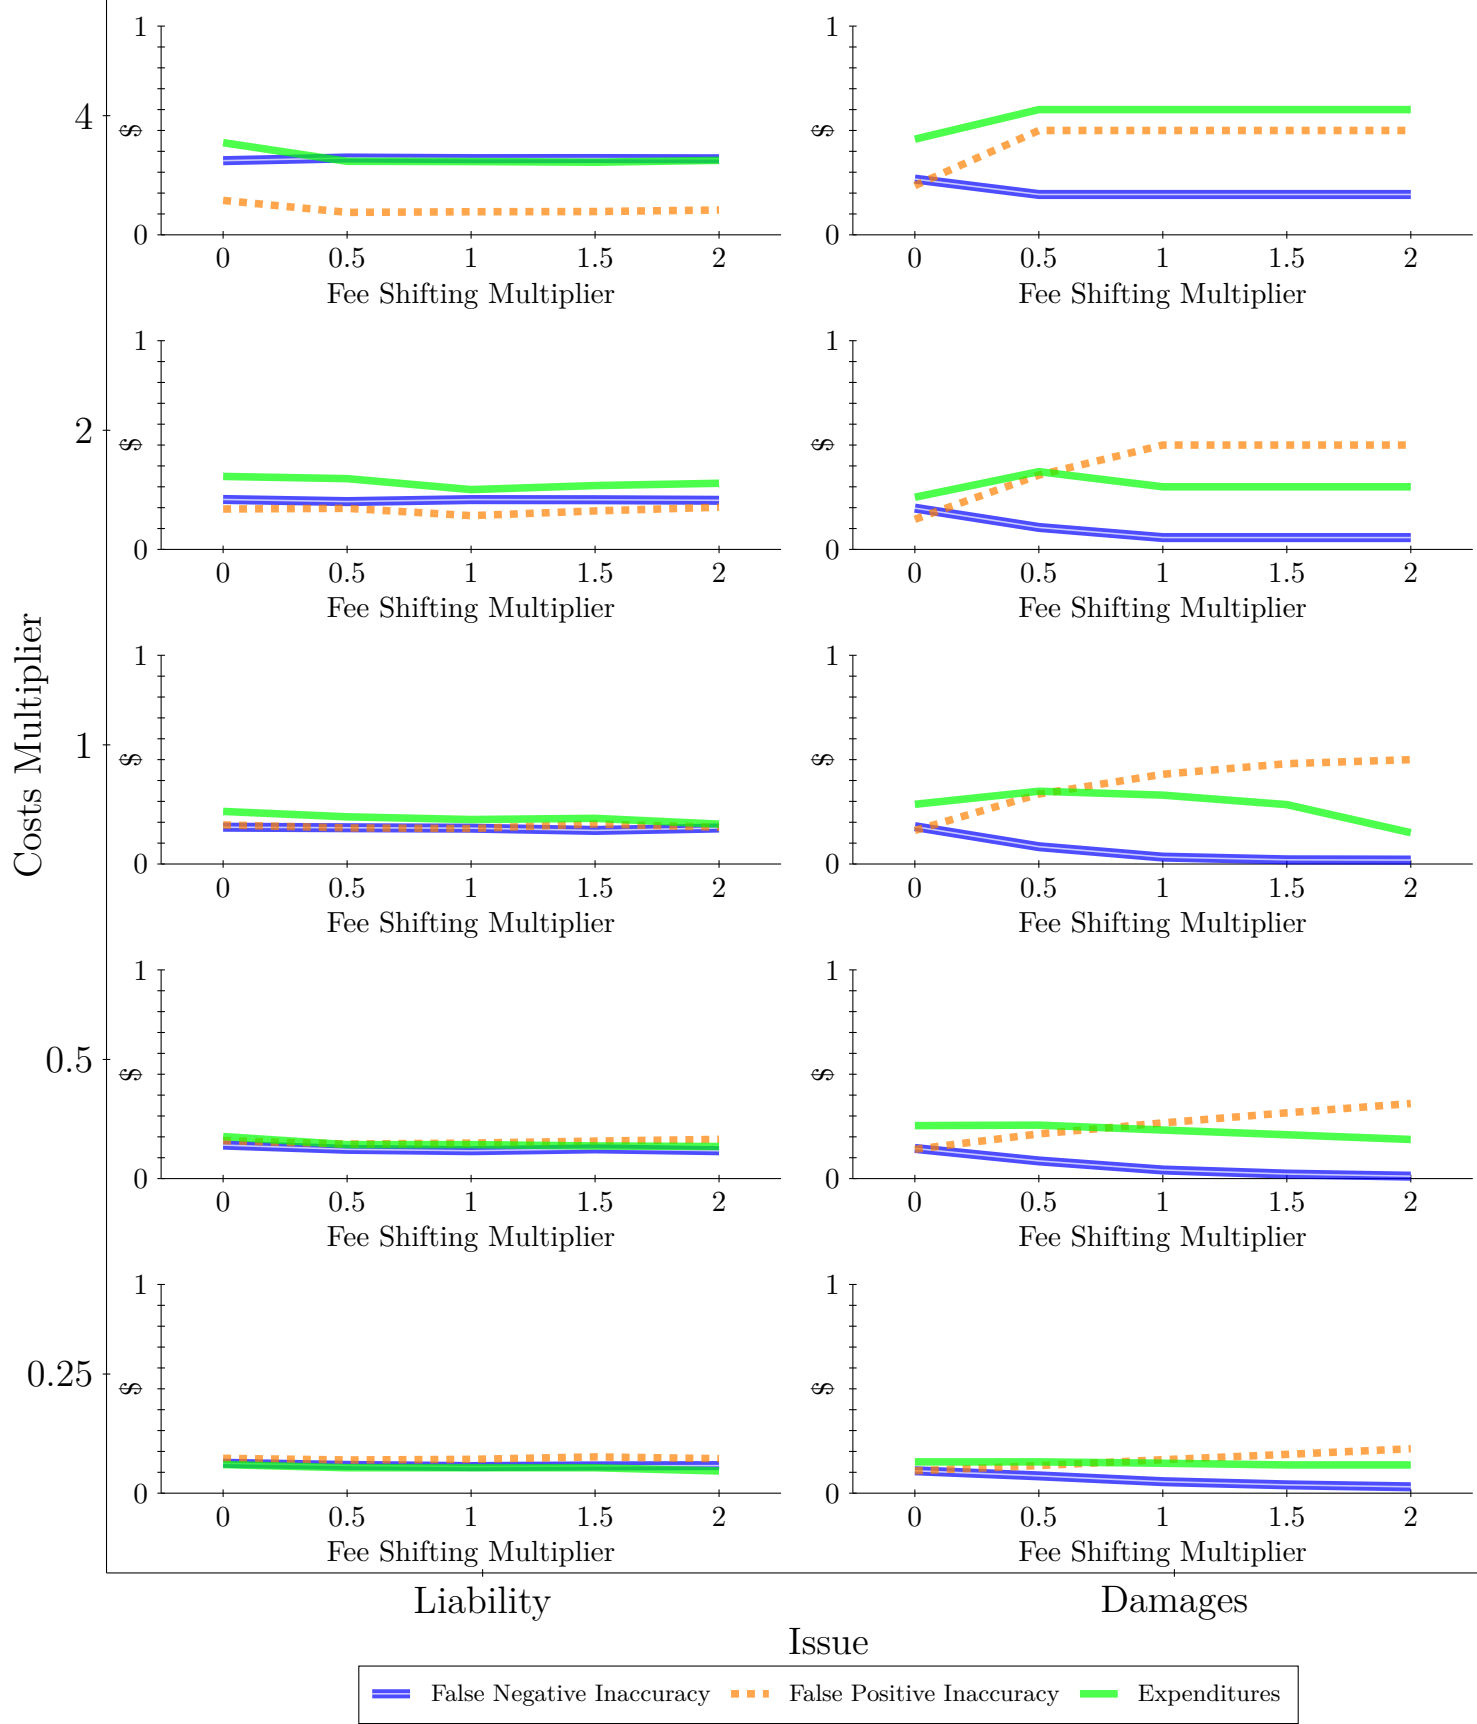 Costs Multiplier
4
1
$
0
0 0.5 1 1.5 2
Fee Shifting Multiplier
1
$
0
0 0.5 1 1.5 2
Fee Shifting Multiplier
2
1
$
0
0 0.5 1 1.5 2
Fee Shifting Multiplier
1
$
0
0 0.5 1 1.5 2
Fee Shifting Multiplier
1
1
$
0
0 0.5 1 1.5 2
Fee Shifting Multiplier
1
$
0
0 0.5 1 1.5 2
Fee Shifting Multiplier
0.5
1
$
0
0 0.5 1 1.5 2
Fee Shifting Multiplier
1
$
0
0 0.5 1 1.5 2
Fee Shifting Multiplier
0.25
1
$
0
0 0.5 1 1.5 2
Fee Shifting Multiplier
1
$
0
0 0.5 1 1.5 2
Fee Shifting Multiplier
Liability Damages
Issue
False Negative Inaccuracy False Positive Inaccuracy Expenditures